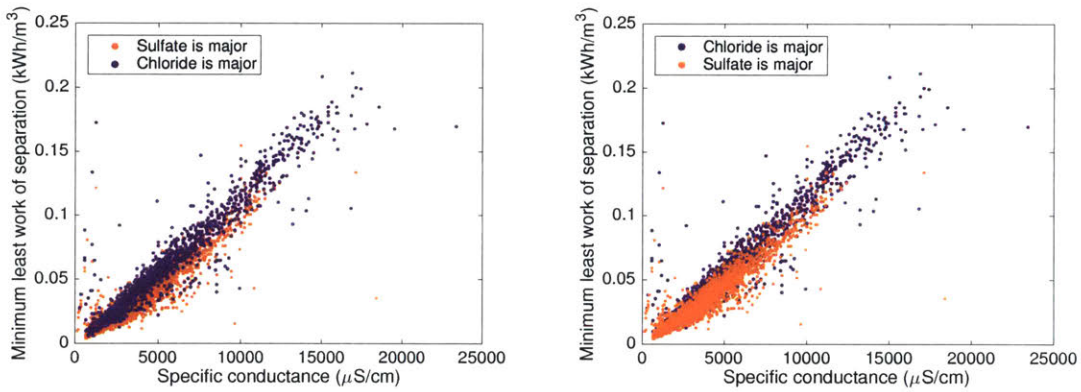 Minimum least work of separation (kWh/m³)
0.25
0.2
0.15
0.1
0.05
0
Sulfate is major
Chloride is major
0 5000 10000 15000 20000 25000
Specific conductance (μS/cm)
Minimum least work of separation (kWh/m³)
0.25
0.2
0.15
0.1
0.05
0
Chloride is major
Sulfate is major
0 5000 10000 15000 20000 25000
Specific conductance (μS/cm)